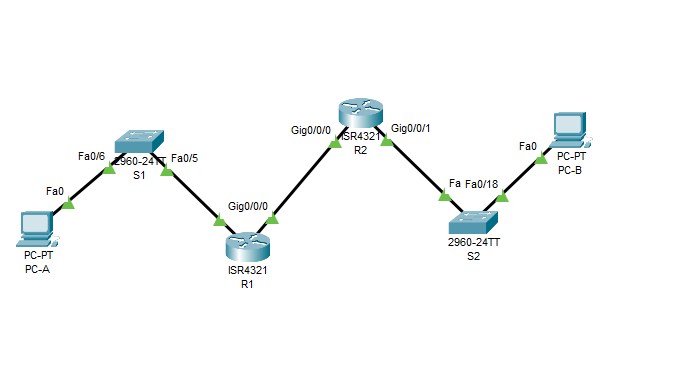 Fa0
PC-PT
PC-A
Fa0/6
2960-24TT
S1
Fa0/5
Gig0/0/0
ISR4321
R1
Gig0/0/0
ISR4321
R2
Gig0/0/1
Fa
Fa0/18
2960-24TT
S2
Fa0
PC-PT
PC-B